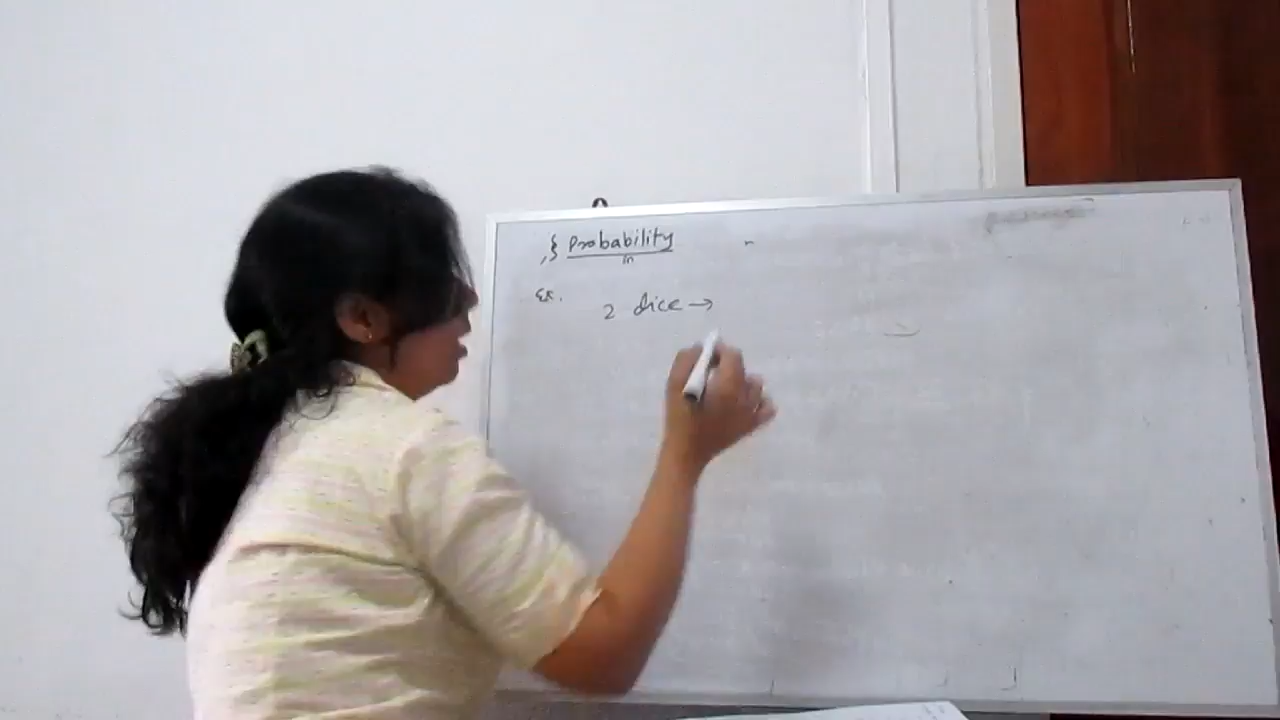 Probability
Ex. 2 dice →